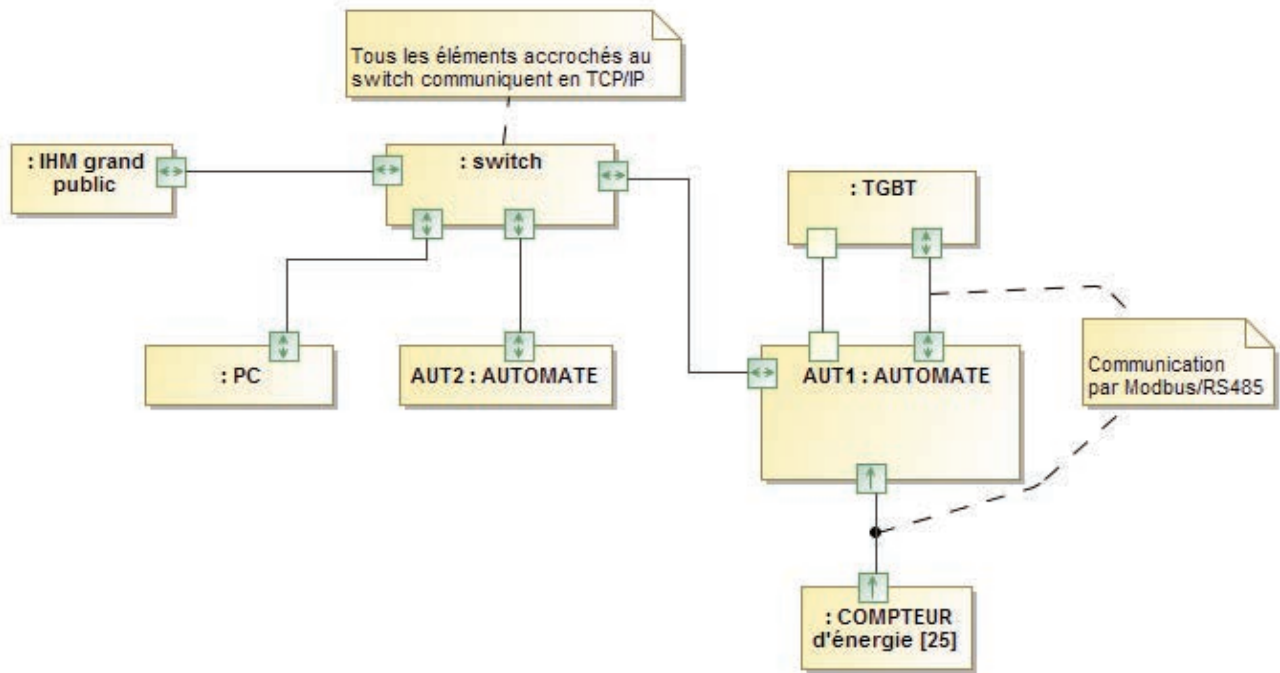 Tous les éléments accrochés au
switch communiquent en TCP/IP
: IHM grand
public
: switch
: TGBT
: PC
AUT2 : AUTOMATE
AUT1 : AUTOMATE
Communication
par Modbus/RS485
: COMPTEUR
d'énergie [25]